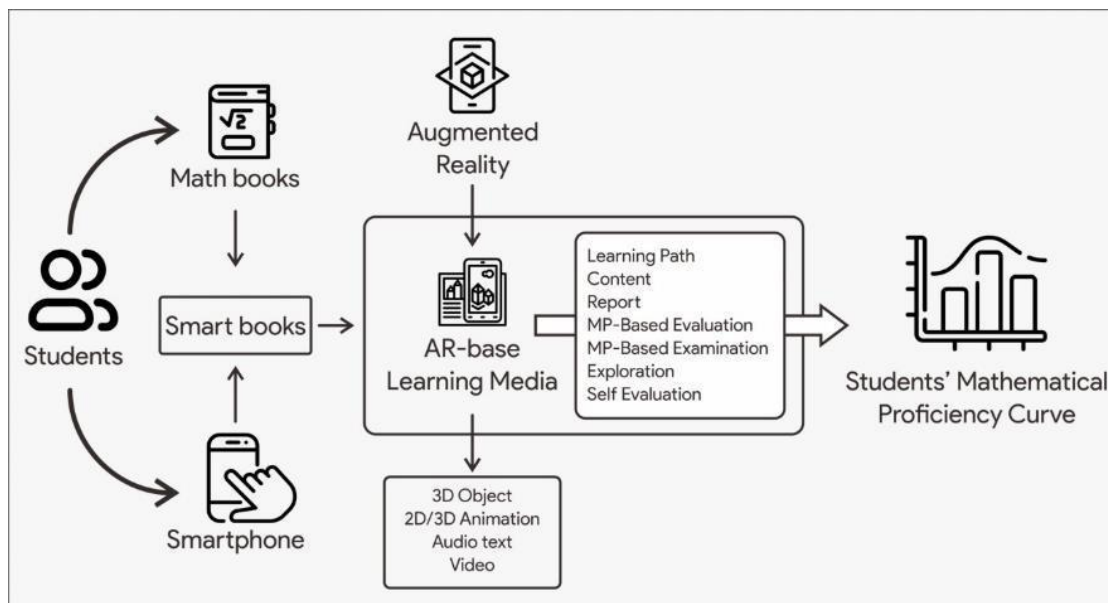 √2
Math books
Augmented
Reality
Students
Smart books
AR-base
Learning Media
Learning Path
Content
Report
MP-Based Evaluation
MP-Based Examination
Exploration
Self Evaluation
Students’ Mathematical
Proficiency Curve
Smartphone
3D Object
2D/3D Animation
Audio text
Video